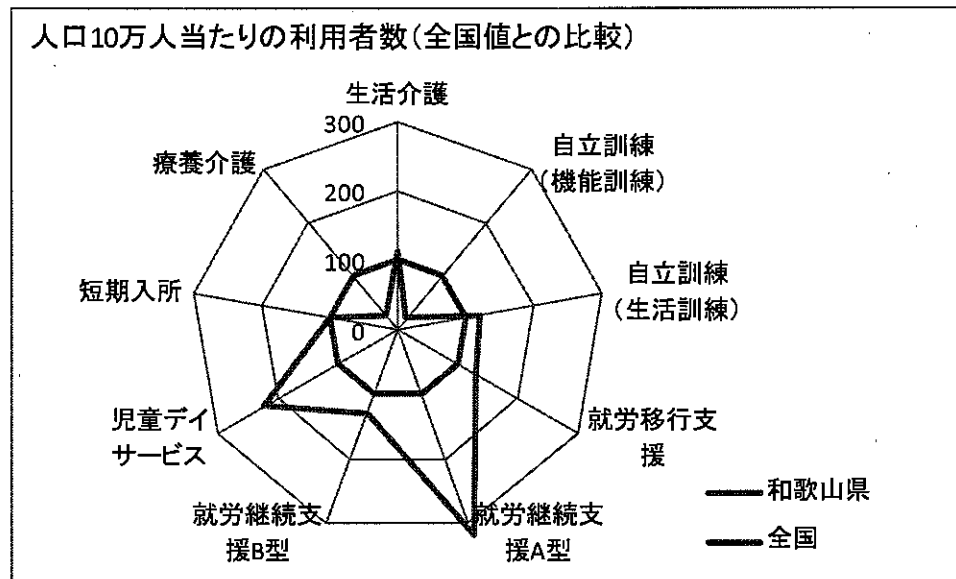 人口10万人当たりの利用者数(全国値との比較)
生活介護
300
自立訓練
(機能訓練)
療養介護
200
100
自立訓練
(生活訓練)
短期入所
0
児童デイ
サービス
就労移行支
援
和歌山県
就労継続支
援B型
就労継続支
援A型
全国